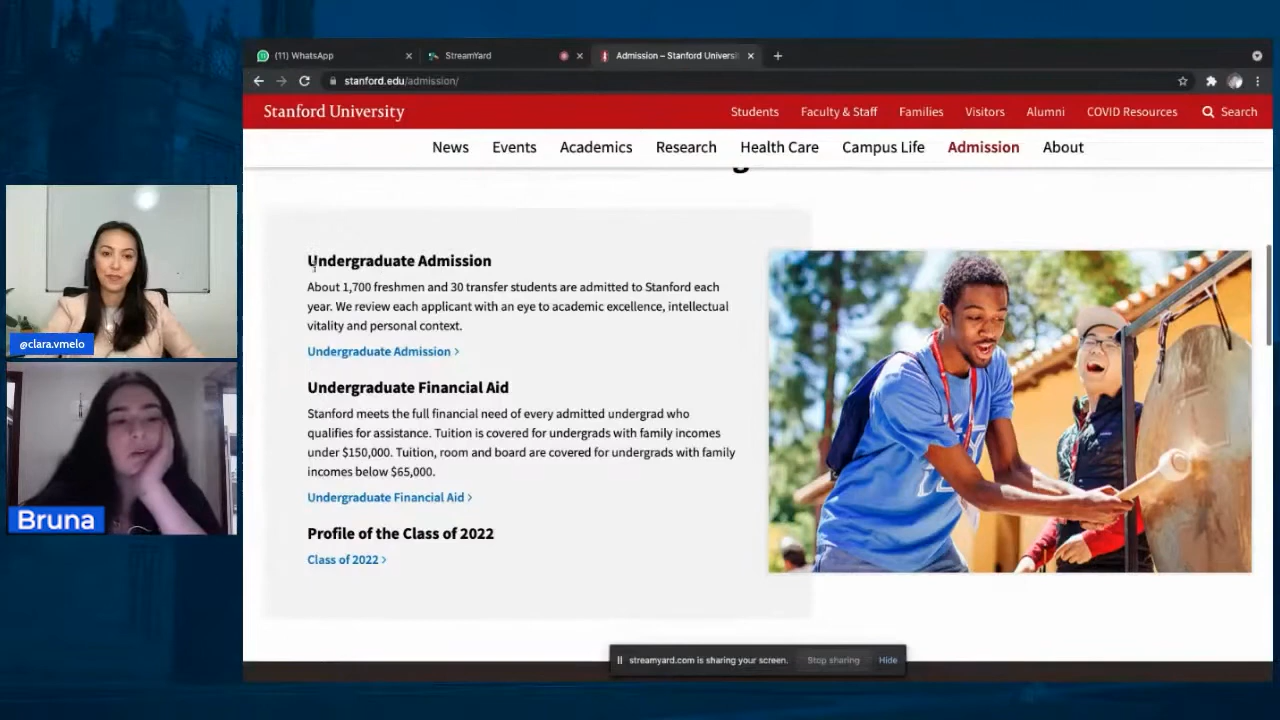 (11) WhatsApp
StreamYard
Admission – Stanford Universi
stanford.edu/admission/
Stanford University
Students Faculty & Staff Families Visitors Alumni COVID Resources Search
News Events Academics Research Health Care Campus Life Admission About
Undergraduate Admission
About 1,700 freshmen and 30 transfer students are admitted to Stanford each
year. We review each applicant with an eye to academic excellence, intellectual
vitality and personal context.
Undergraduate Admission >
Undergraduate Financial Aid
Stanford meets the full financial need of every admitted undergrad who
qualifies for assistance. Tuition is covered for undergrads with family incomes
under $150,000. Tuition, room and board are covered for undergrads with family
incomes below $65,000.
Undergraduate Financial Aid >
Profile of the Class of 2022
Class of 2022 >
@clara.vmelo
Bruna
streamyard.com is sharing your screen. Stop sharing Hide